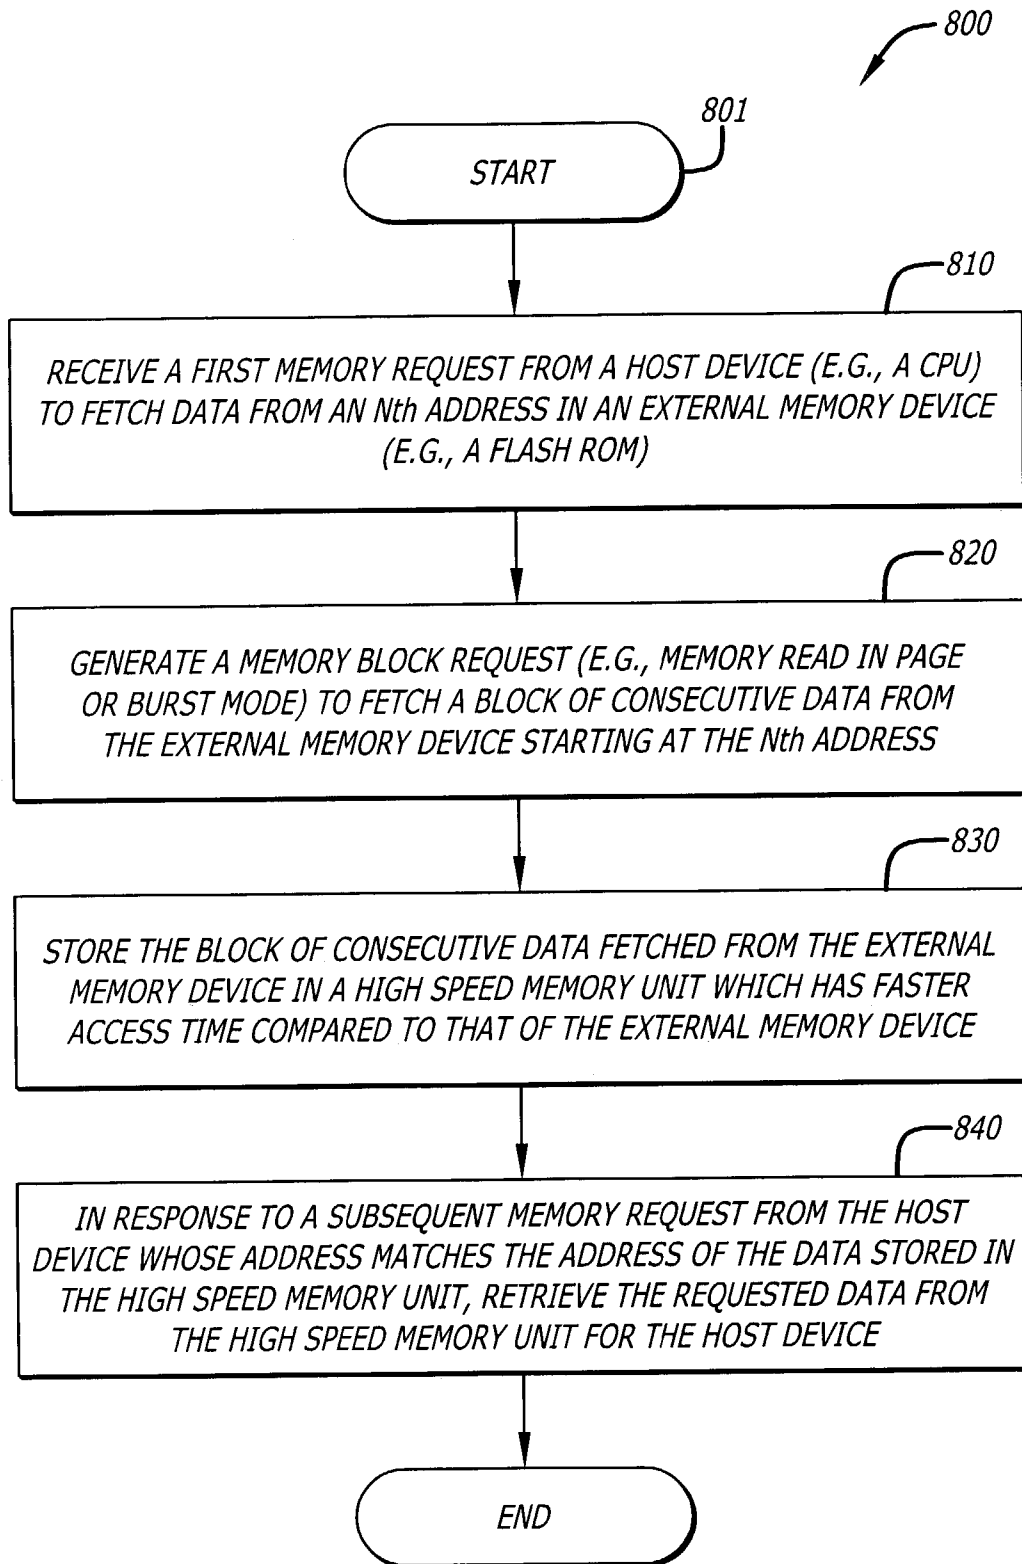 800
801
START
810
RECEIVE A FIRST MEMORY REQUEST FROM A HOST DEVICE (E.G., A CPU)
TO FETCH DATA FROM AN Nth ADDRESS IN AN EXTERNAL MEMORY DEVICE
(E.G., A FLASH ROM)
820
GENERATE A MEMORY BLOCK REQUEST (E.G., MEMORY READ IN PAGE
OR BURST MODE) TO FETCH A BLOCK OF CONSECUTIVE DATA FROM
THE EXTERNAL MEMORY DEVICE STARTING AT THE Nth ADDRESS
830
STORE THE BLOCK OF CONSECUTIVE DATA FETCHED FROM THE EXTERNAL
MEMORY DEVICE IN A HIGH SPEED MEMORY UNIT WHICH HAS FASTER
ACCESS TIME COMPARED TO THAT OF THE EXTERNAL MEMORY DEVICE
840
IN RESPONSE TO A SUBSEQUENT MEMORY REQUEST FROM THE HOST
DEVICE WHOSE ADDRESS MATCHES THE ADDRESS OF THE DATA STORED IN
THE HIGH SPEED MEMORY UNIT, RETRIEVE THE REQUESTED DATA FROM
THE HIGH SPEED MEMORY UNIT FOR THE HOST DEVICE
END